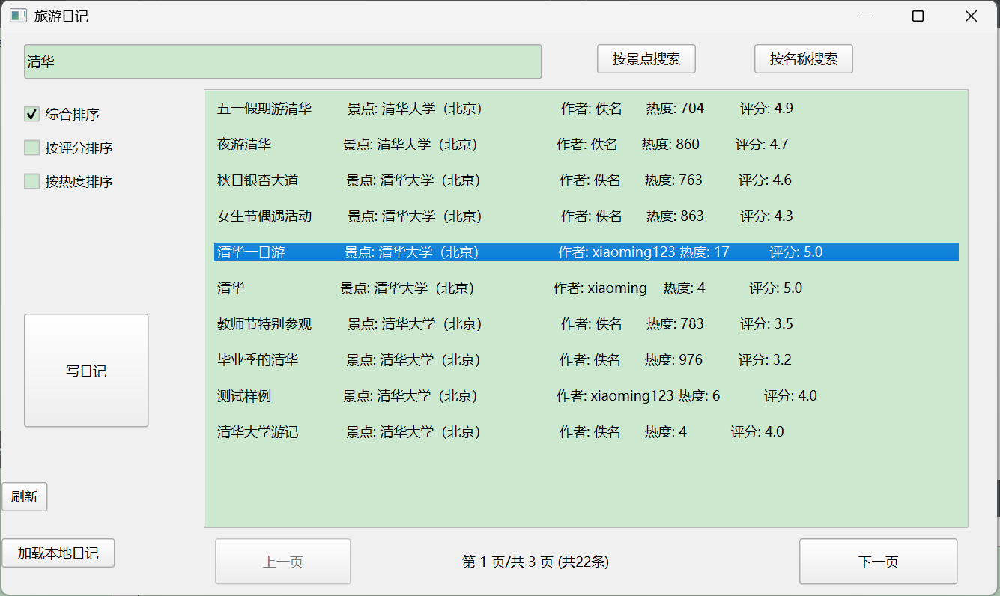 旅游日记
清华
按景点搜索
按名称搜索
综合排序
按评分排序
按热度排序
五一假期游清华 景点: 清华大学（北京） 作者: 佚名 热度: 704 评分: 4.9
夜游清华 景点: 清华大学（北京） 作者: 佚名 热度: 860 评分: 4.7
秋日银杏大道 景点: 清华大学（北京） 作者: 佚名 热度: 763 评分: 4.6
女生节偶遇活动 景点: 清华大学（北京） 作者: 佚名 热度: 863 评分: 4.3
清华一日游 景点: 清华大学（北京） 作者: xiaoming123 热度: 17 评分: 5.0
清华 景点: 清华大学（北京） 作者: xiaoming 热度: 4 评分: 5.0
教师节特别参观 景点: 清华大学（北京） 作者: 佚名 热度: 783 评分: 3.5
毕业季的清华 景点: 清华大学（北京） 作者: 佚名 热度: 976 评分: 3.2
测试样例 景点: 清华大学（北京） 作者: xiaoming123 热度: 6 评分: 4.0
清华大学游记 景点: 清华大学（北京） 作者: 佚名 热度: 4 评分: 4.0
写日记
刷新
加载本地日记
上一页
第 1 页/共 3 页 (共22条)
下一页